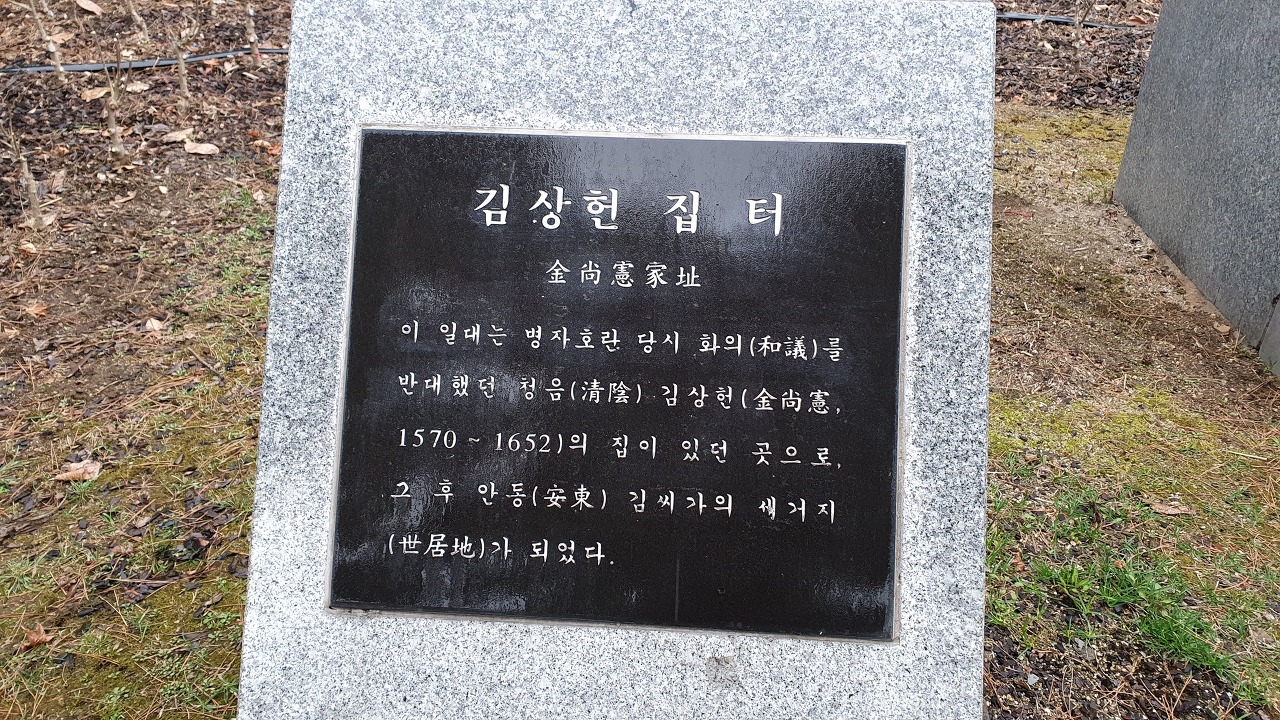 김상헌 집 터
金尙憲家址
이 일대는 병자호란 당시 화의(和議)를
반대했던 청음(清陰) 김상헌(金尙憲,
1570 ~ 1652)의 집이 있던 곳으로,
그 후 안동(安東) 김씨가의 세거지
(世居地)가 되었다.